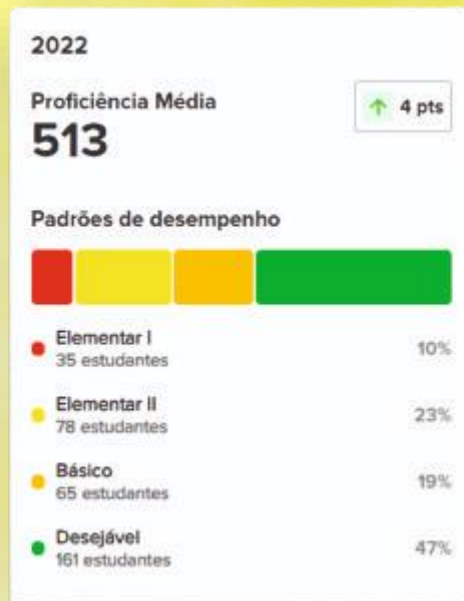 2022
Proficiência Média
↑ 4 pts
513
Padrões de desempenho
Elementar I
35 estudantes
10%
Elementar II
78 estudantes
23%
Básico
65 estudantes
19%
Desejável
161 estudantes
47%